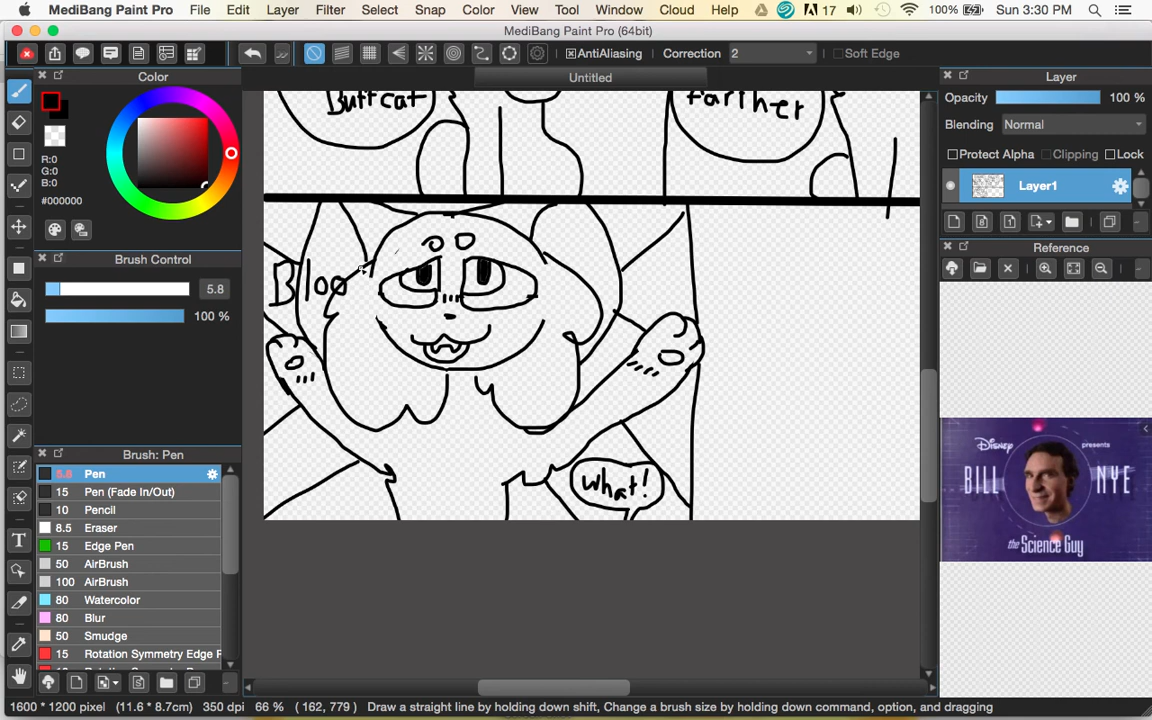 MediBang Paint Pro File Edit Layer Filter Select Snap Color View Tool Window Cloud Help 17 100% Sun 3:30 PM
MediBang Paint Pro (64bit)
AntiAliasing Correction 2 Soft Edge
Color
Untitled
Layer
R:0
G:0
B:0
#000000
Brush Control
5.8
100 %
Brush: Pen
5.8 Pen
15 Pen (Fade In/Out)
10 Pencil
8.5 Eraser
15 Edge Pen
50 AirBrush
100 AirBrush
80 Watercolor
80 Blur
50 Smudge
15 Rotation Symmetry Edge P
Buttcat
farther
Bloo
What!
Opacity 100 %
Blending Normal
Protect Alpha Clipping Lock
Layer1
Reference
Disney presents
BILL NYE
the Science Guy
1600 * 1200 pixel (11.6 * 8.7cm) 350 dpi 66 % (162, 779) Draw a straight line by holding down shift, Change a brush size by holding down command, option, and dragging